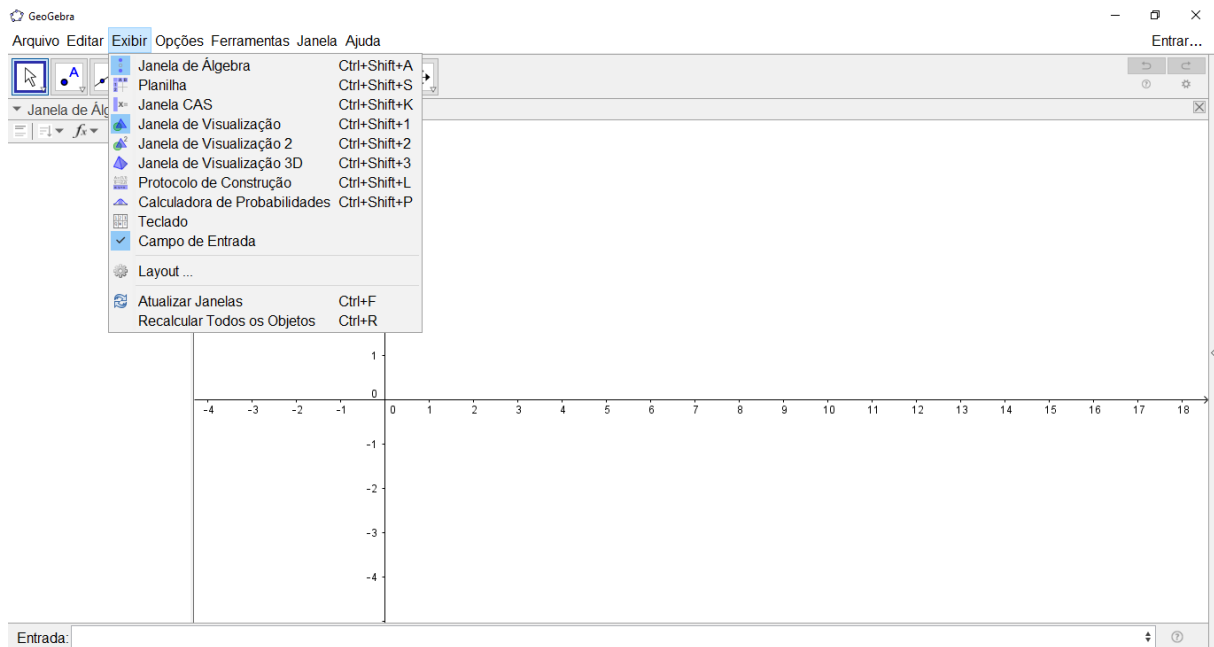 GeoGebra
Arquivo Editar Exibir Opções Ferramentas Janela Ajuda Entrar...
Janela de Álgebra Ctrl+Shift+A
Planilha Ctrl+Shift+S
Janela CAS Ctrl+Shift+K
Janela de Visualização Ctrl+Shift+1
Janela de Visualização 2 Ctrl+Shift+2
Janela de Visualização 3D Ctrl+Shift+3
Protocolo de Construção Ctrl+Shift+L
Calculadora de Probabilidades Ctrl+Shift+P
Teclado
Campo de Entrada
Layout ...
Atualizar Janelas Ctrl+F
Recalcular Todos os Objetos Ctrl+R
A
Janela de Álg
fx
1
0
-4 -3 -2 -1 0 1 2 3 4 5 6 7 8 9 10 11 12 13 14 15 16 17 18
-1
-2
-3
-4
Entrada: